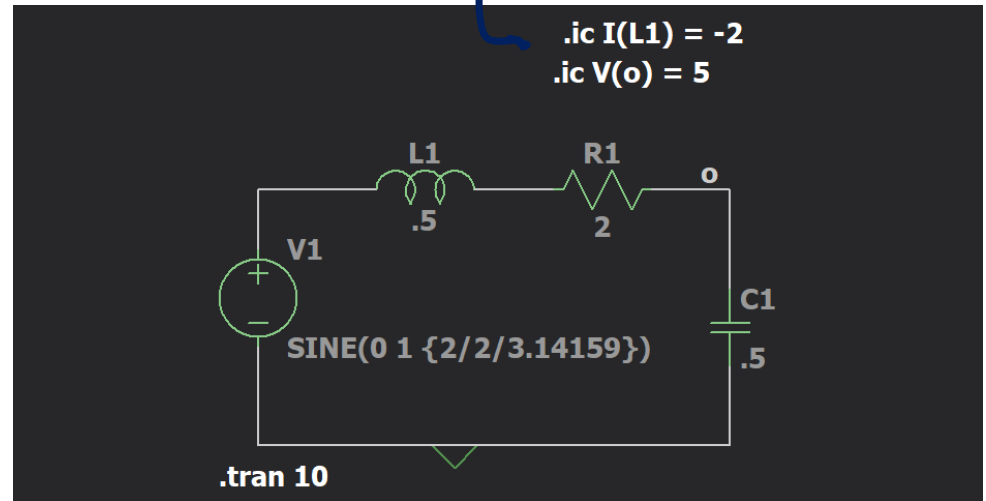 .ic I(L1) = -2
.ic V(o) = 5
L1
R1
o
.5
2
V1
C1
SINE(0 1 {2/2/3.14159})
.5
.tran 10